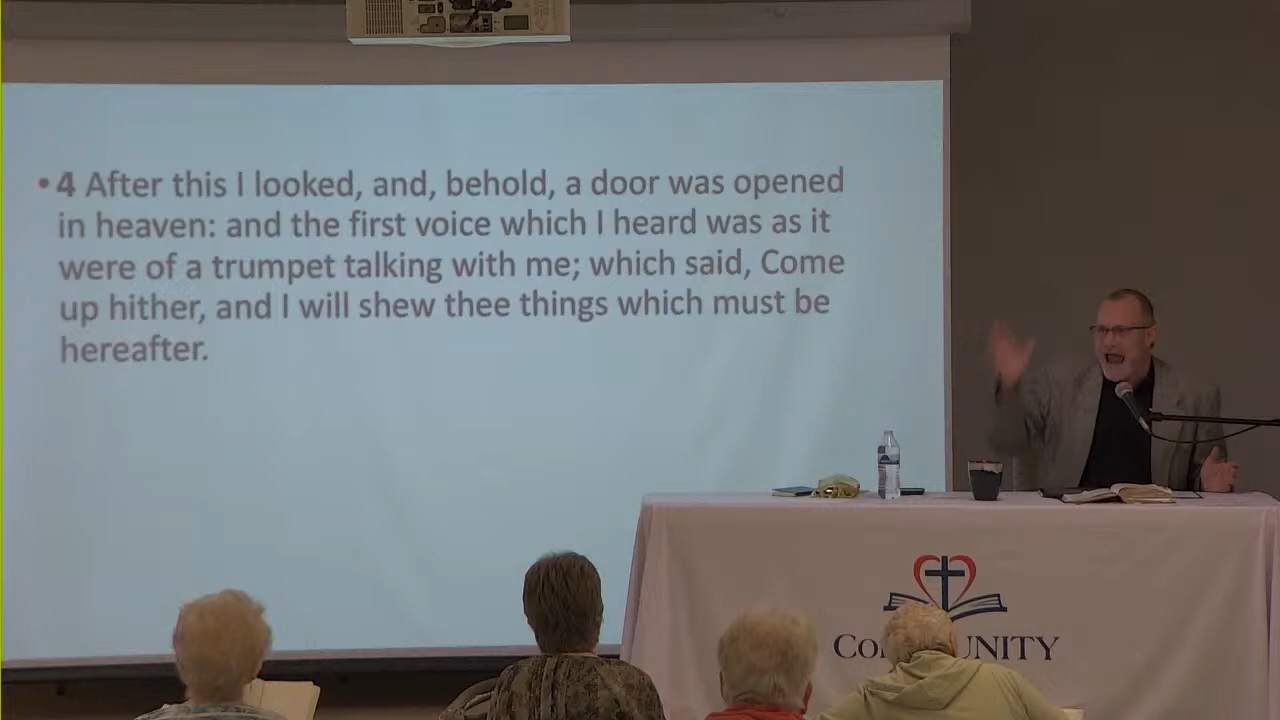 • 4 After this I looked, and, behold, a door was opened
in heaven: and the first voice which I heard was as it
were of a trumpet talking with me; which said, Come
up hither, and I will shew thee things which must be
hereafter.